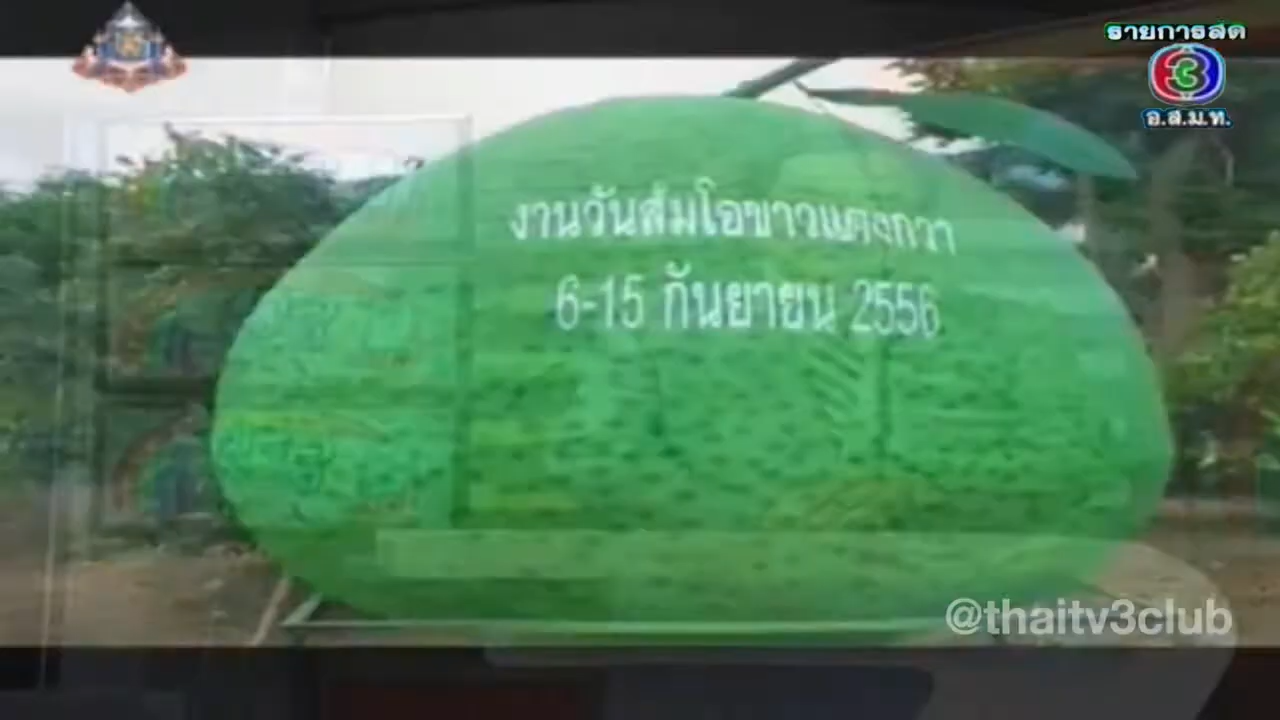 รายการสด
3
อ.ส.ม.ท.
งานวันส้มโอขาวแตงกวา
6-15 กันยายน 2556
@thaitv3club